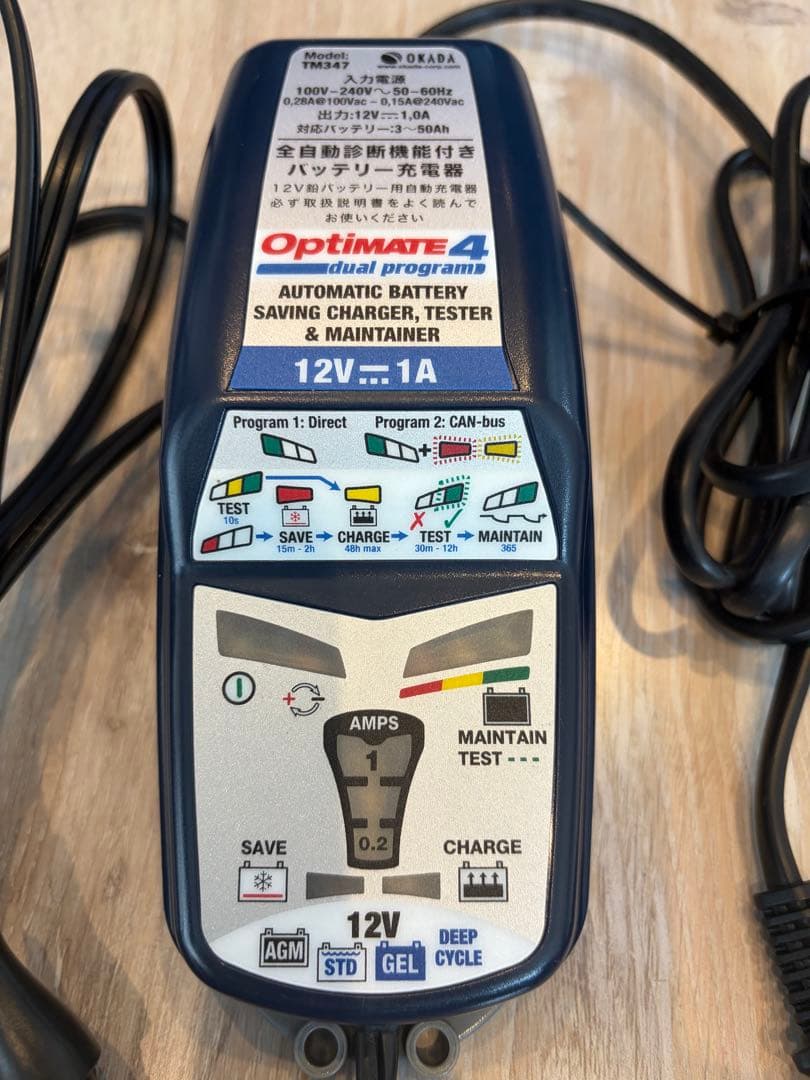 Model:
TM347
OKADA
www.okada-corp.com
入力電源
100V–240V～50–60Hz
0,28A@100Vac – 0,15A@240Vac
出力:12V⎓1,0A
対応バッテリー:3～50Ah
全自動診断機能付き
バッテリー充電器
12V鉛バッテリー用自動充電器
必ず取扱説明書をよく読んで
お使いください
OptiMATE 4
dual program
AUTOMATIC BATTERY
SAVING CHARGER, TESTER
& MAINTAINER
12V⎓1A
Program 1: Direct
Program 2: CAN-bus
+
TEST
10s
SAVE
15m - 2h
CHARGE
48h max
TEST
30m - 12h
MAINTAIN
365
+ -
AMPS
1
0.2
MAINTAIN
TEST ---
SAVE
CHARGE
12V
AGM
STD
GEL
DEEP
CYCLE